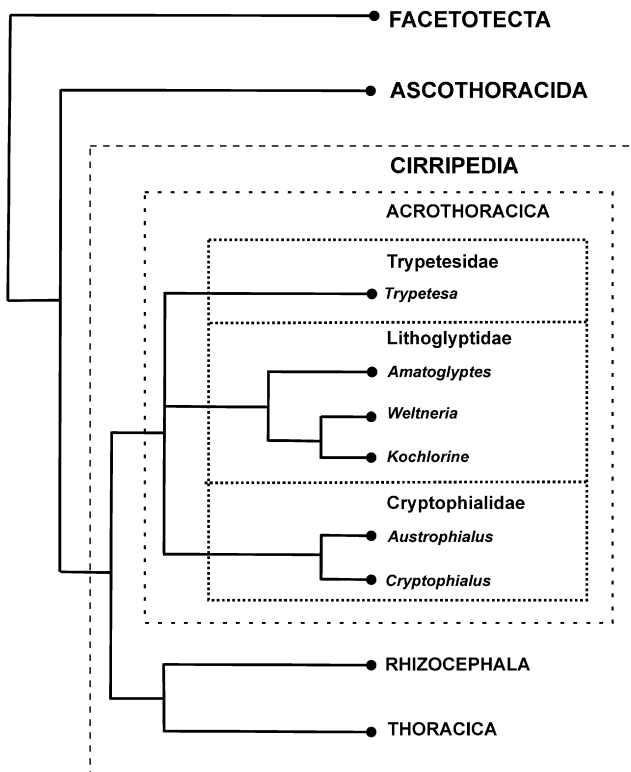 FACETOTECTA
ASCOTHORACIDA
CIRRIPEDIA
ACROTHORACICA
Trypetesidae
Trypetesa
Lithoglyptidae
Amatoglyptes
Weltneria
Kochlorine
Cryptophialidae
Austrophialus
Cryptophialus
RHIZOCEPHALA
THORACICA